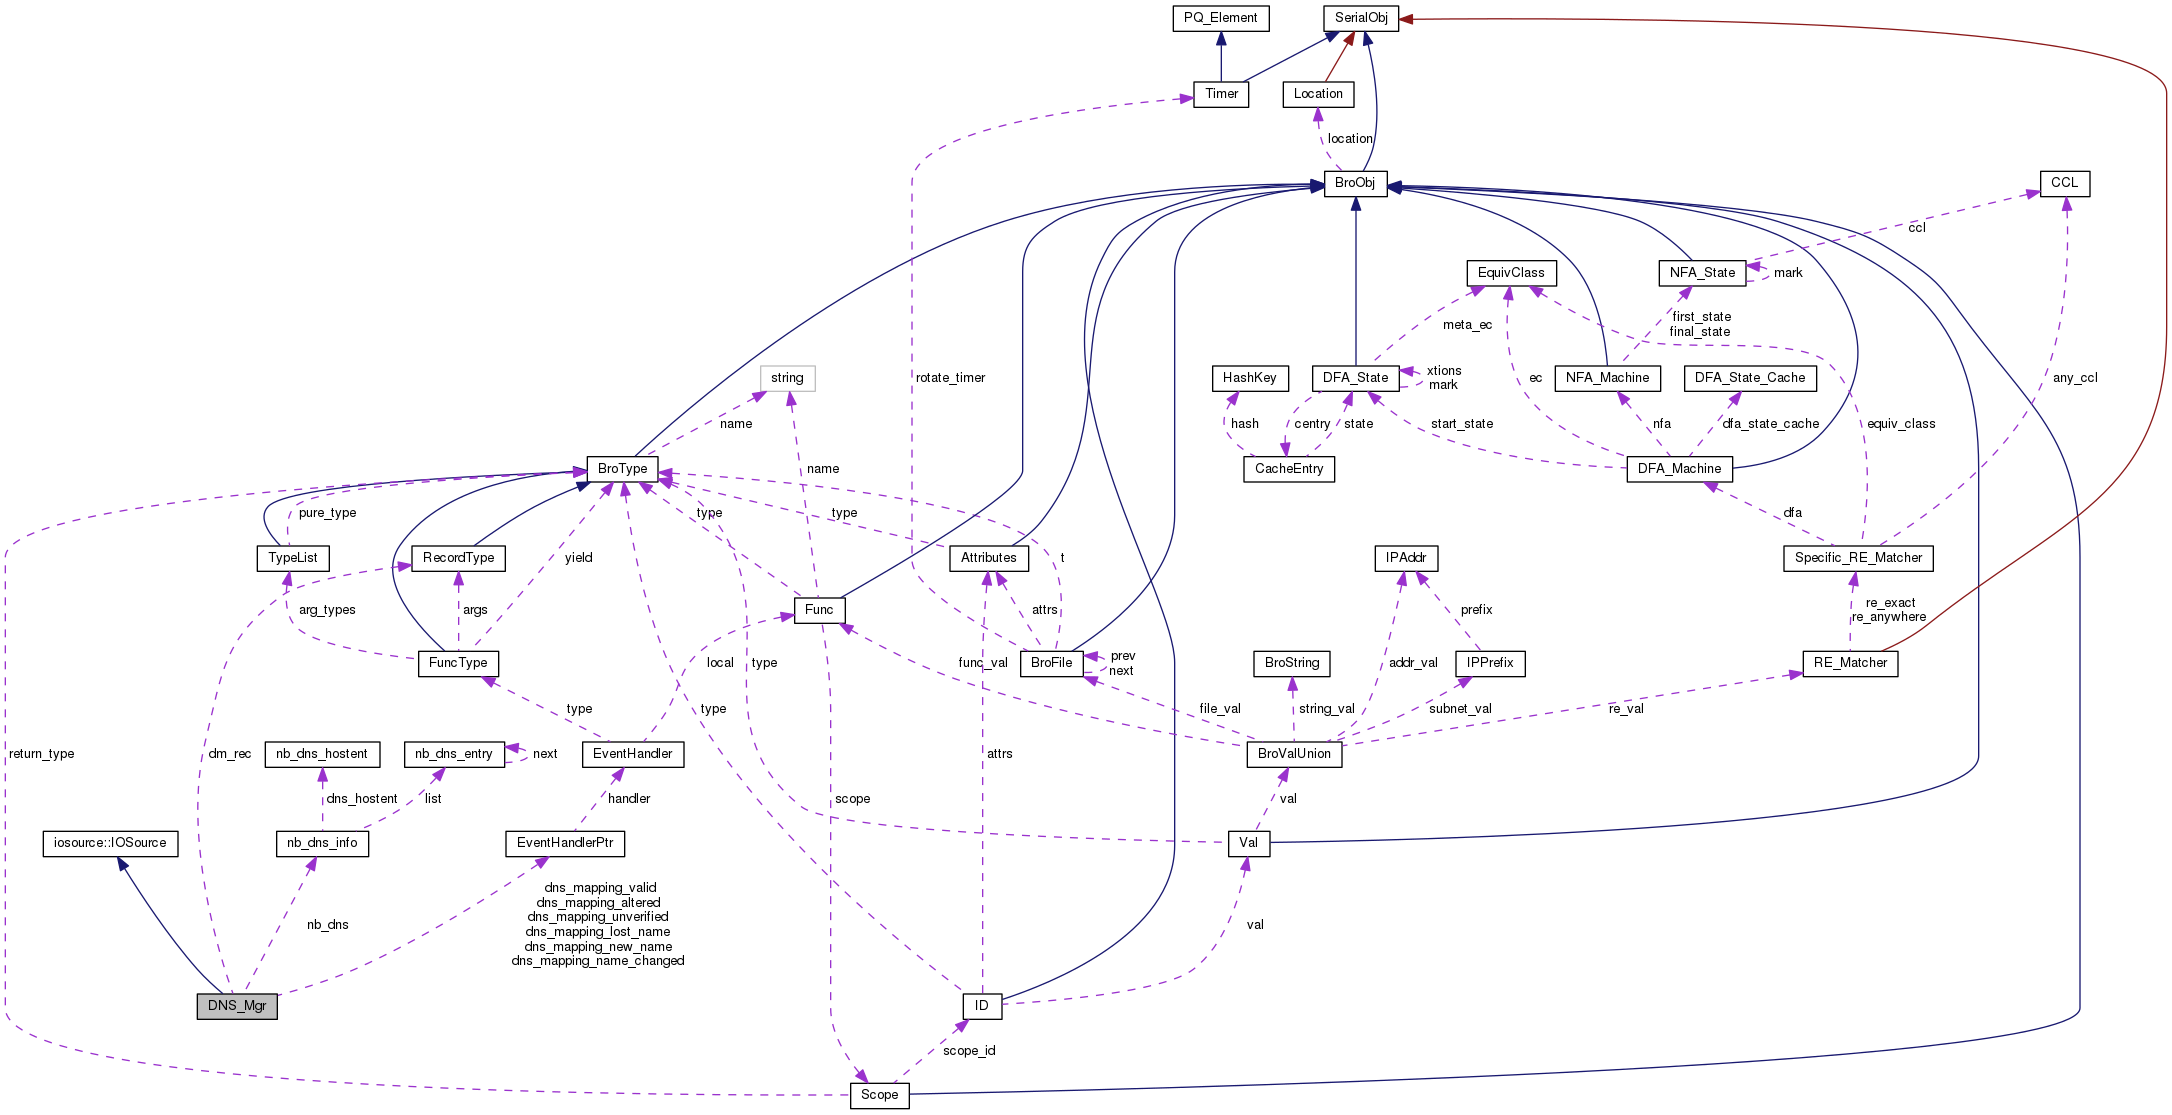 PQ_Element
SerialObj
Timer
Location
location
BroObj
CCL
ccl
EquivClass
NFA_State
mark
meta_ec
first_state
final_state
string
rotate_timer
HashKey
DFA_State
xtions
mark
ec
NFA_Machine
DFA_State_Cache
any_ccl
name
hash
centry
state
start_state
nfa
dfa_state_cache
equiv_class
BroType
name
CacheEntry
DFA_Machine
pure_type
type
type
dfa
TypeList
RecordType
yield
Attributes
t
IPAddr
Specific_RE_Matcher
arg_types
args
Func
attrs
prefix
re_exact
re_anywhere
FuncType
local
type
func_val
BroFile
prev
next
BroString
addr_val
IPPrefix
RE_Matcher
type
type
file_val
string_val
subnet_val
re_val
return_type
dm_rec
nb_dns_hostent
nb_dns_entry
next
EventHandler
attrs
BroValUnion
dns_hostent
list
handler
scope
val
iosource::IOSource
nb_dns_info
EventHandlerPtr
Val
dns_mapping_valid
dns_mapping_altered
dns_mapping_unverified
dns_mapping_lost_name
dns_mapping_new_name
dns_mapping_name_changed
nb_dns
val
DNS_Mgr
ID
scope_id
Scope